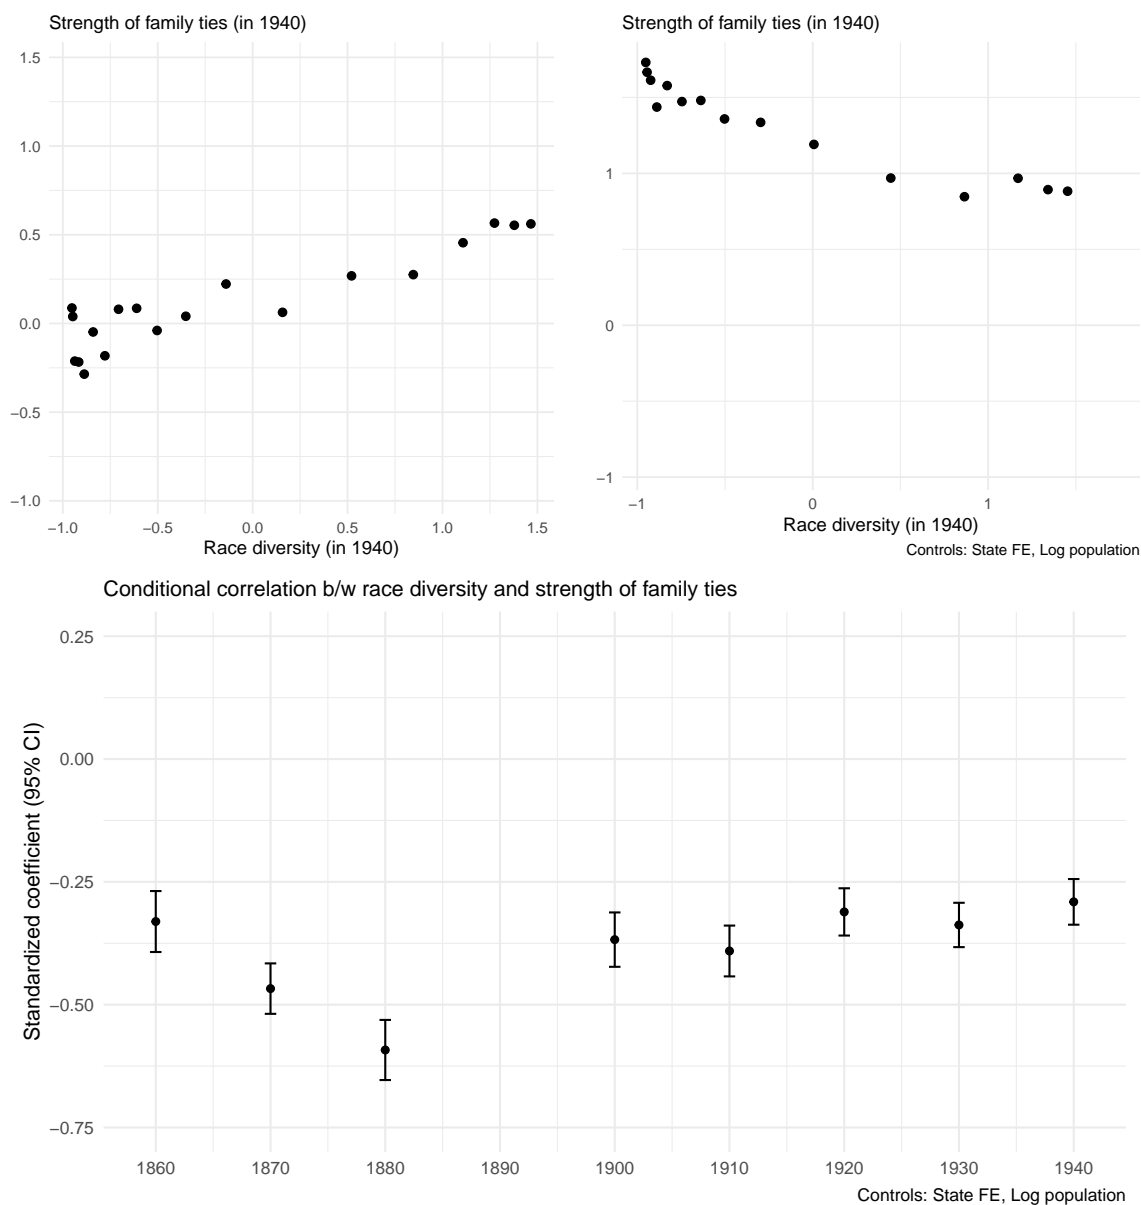 Strength of family ties (in 1940)
1.5
1.0
0.5
0.0
−0.5
−1.0
−1.0 −0.5 0.0 0.5 1.0 1.5
Race diversity (in 1940)
Strength of family ties (in 1940)
1
0
−1
−1 0 1
Race diversity (in 1940)
Controls: State FE, Log population
Conditional correlation b/w race diversity and strength of family ties
Standardized coefficient (95% CI)
0.25
0.00
−0.25
−0.50
−0.75
1860 1870 1880 1890 1900 1910 1920 1930 1940
Controls: State FE, Log population